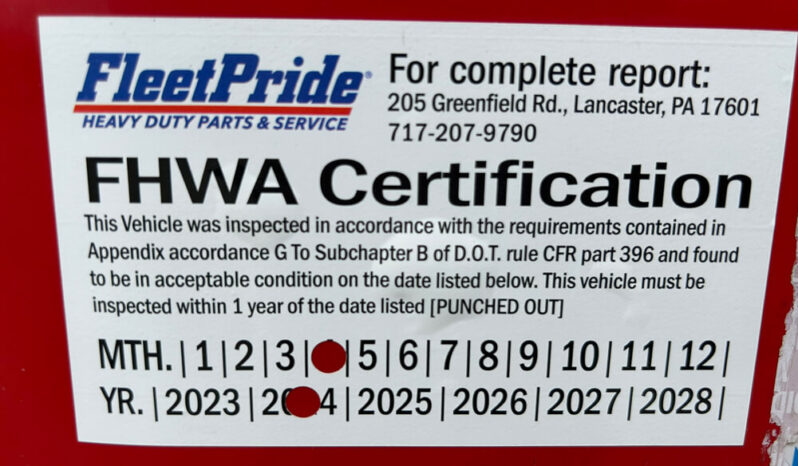 FleetPride
HEAVY DUTY PARTS & SERVICE
For complete report:
205 Greenfield Rd., Lancaster, PA 17601
717-207-9790
FHWA Certification
This Vehicle was inspected in accordance with the requirements contained in
Appendix accordance G To Subchapter B of D.O.T. rule CFR part 396 and found
to be in acceptable condition on the date listed below. This vehicle must be
inspected within 1 year of the date listed [PUNCHED OUT]
MTH. | 1 | 2 | 3 | | 5 | 6 | 7 | 8 | 9 | 10 | 11 | 12 |
YR. | 2023 | 2 4 | 2025 | 2026 | 2027 | 2028 |